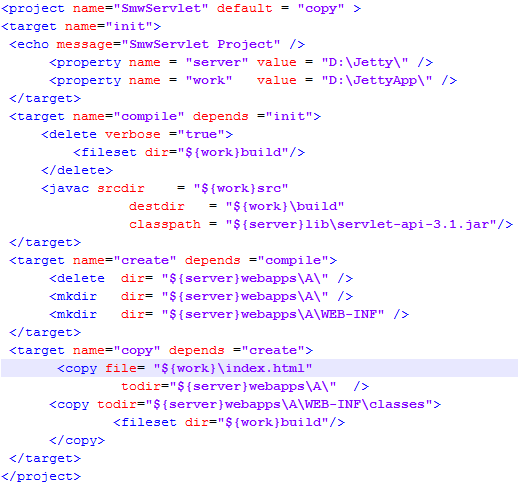 <project name="SmwServlet" default = "copy" >
<target name="init">
<echo message="SmwServlet Project" />
<property name = "server" value = "D:\Jetty\" />
<property name = "work" value = "D:\JettyApp\" />
</target>
<target name="compile" depends ="init">
<delete verbose ="true">
<fileset dir="${work}build"/>
</delete>
<javac srcdir = "${work}src"
destdir = "${work}\build"
classpath = "${server}lib\servlet-api-3.1.jar"/>
</target>
<target name="create" depends ="compile">
<delete dir= "${server}webapps\A\" />
<mkdir dir= "${server}webapps\A\" />
<mkdir dir= "${server}webapps\A\WEB-INF" />
</target>
<target name="copy" depends ="create">
<copy file= "${work}\index.html"
todir="${server}webapps\A\" />
<copy todir="${server}webapps\A\WEB-INF\classes">
<fileset dir="${work}build"/>
</copy>
</target>
</project>